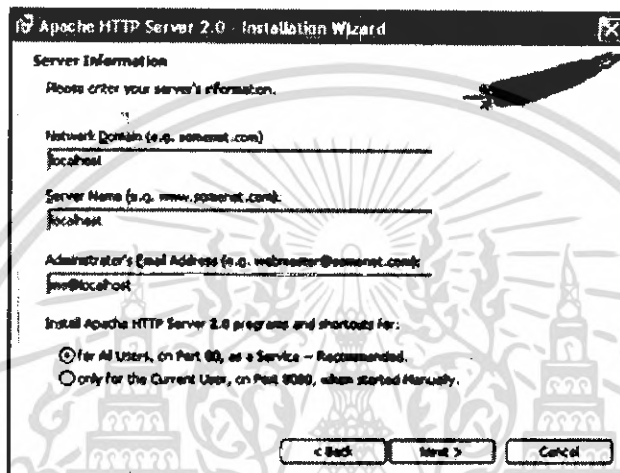 Apache HTTP Server 2.0 - Installation Wizard
Server Information
Please enter your server's information.
Network Domain (e.g. somenet.com)
localhost
Server Name (e.g. www.somenet.com):
localhost
Administrator's Email Address (e.g. webmaster@somenet.com):
me@localhost
Install Apache HTTP Server 2.0 programs and shortcuts for:
for All Users, on Port 80, as a Service -- Recommended.
only for the Current User, on Port 8080, when started Manually.
< Back Next > Cancel